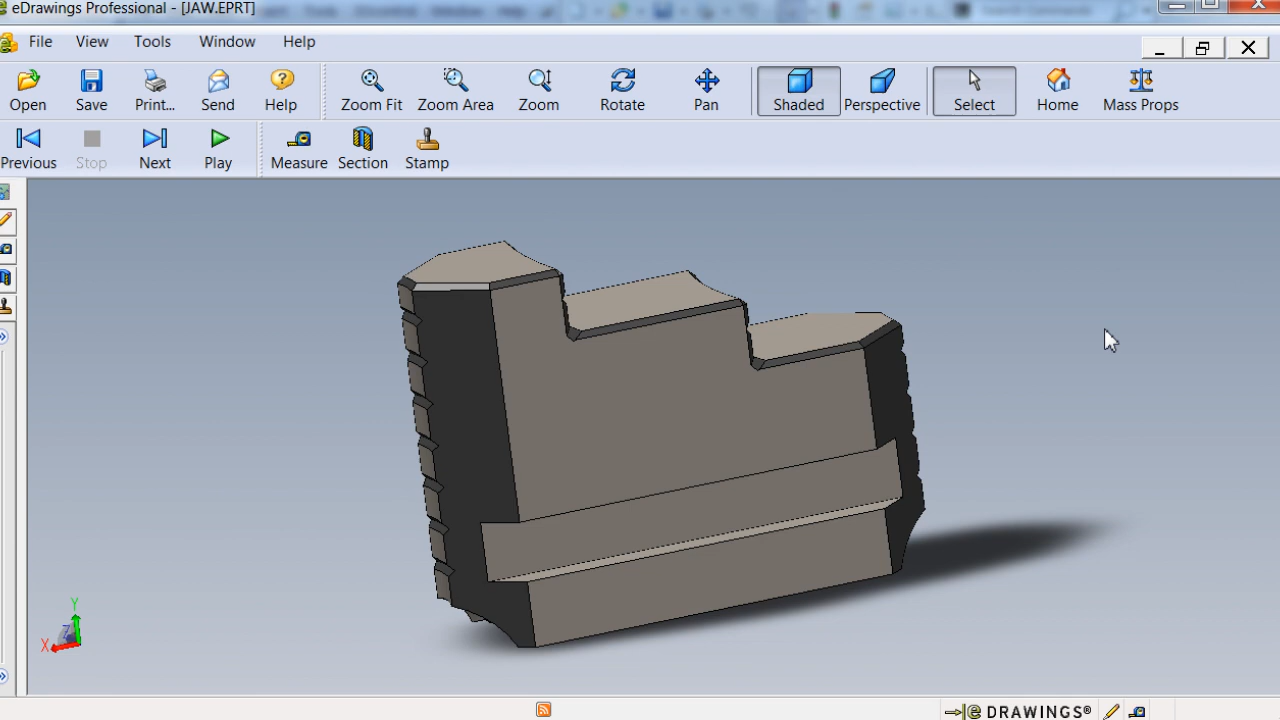 eDrawings Professional - [JAW.EPRT]
File View Tools Window Help
Open Save Print... Send Help Zoom Fit Zoom Area Zoom Rotate Pan Shaded Perspective Select Home Mass Props
Previous Stop Next Play Measure Section Stamp
Y
Z
X
e DRAWINGS®